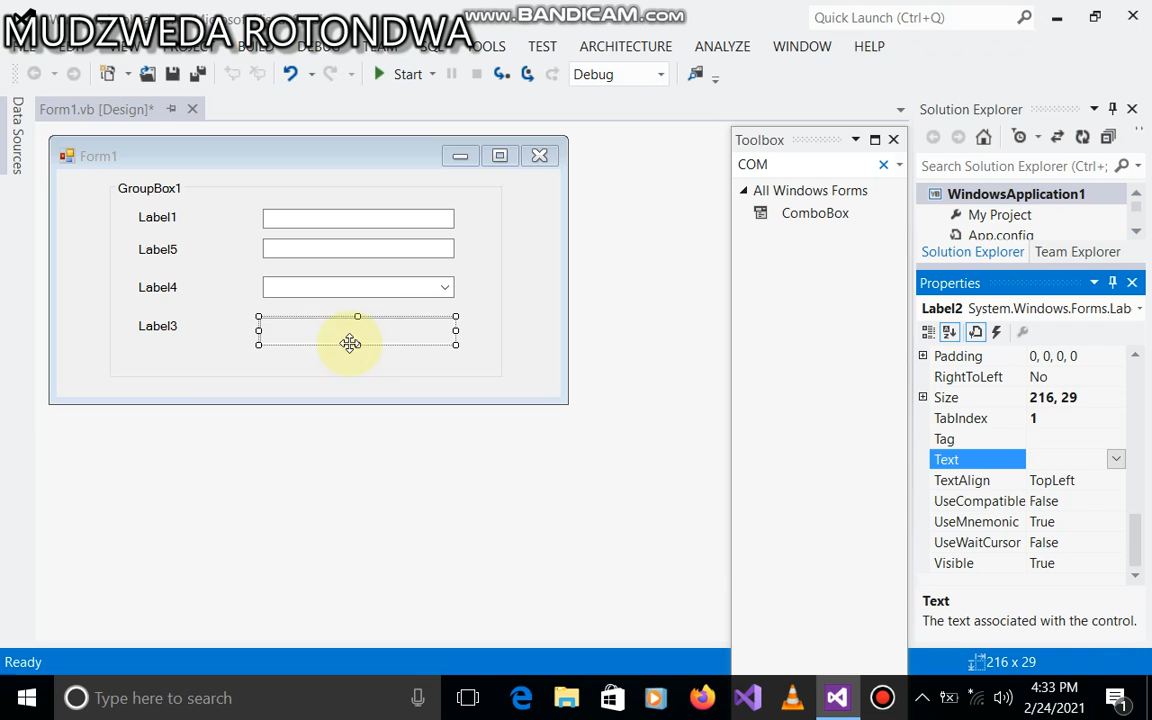 www.BANDICAM.com
MUDZWEDA ROTONDWA
Quick Launch (Ctrl+Q)
TOOLS TEST ARCHITECTURE ANALYZE WINDOW HELP
Start Debug
Data Sources
Form1.vb [Design]*
Form1
GroupBox1
Label1
Label5
Label4
Label3
Toolbox
COM
All Windows Forms
ComboBox
Solution Explorer
Search Solution Explorer (Ctrl+;
WindowsApplication1
My Project
App.config
Solution Explorer Team Explorer
Properties
Label2 System.Windows.Forms.Lab
Padding 0, 0, 0, 0
RightToLeft No
Size 216, 29
TabIndex 1
Tag
Text
TextAlign TopLeft
UseCompatible False
UseMnemonic True
UseWaitCursor False
Visible True
Text
The text associated with the control.
Ready
216 x 29
Type here to search
4:33 PM
2/24/2021
1